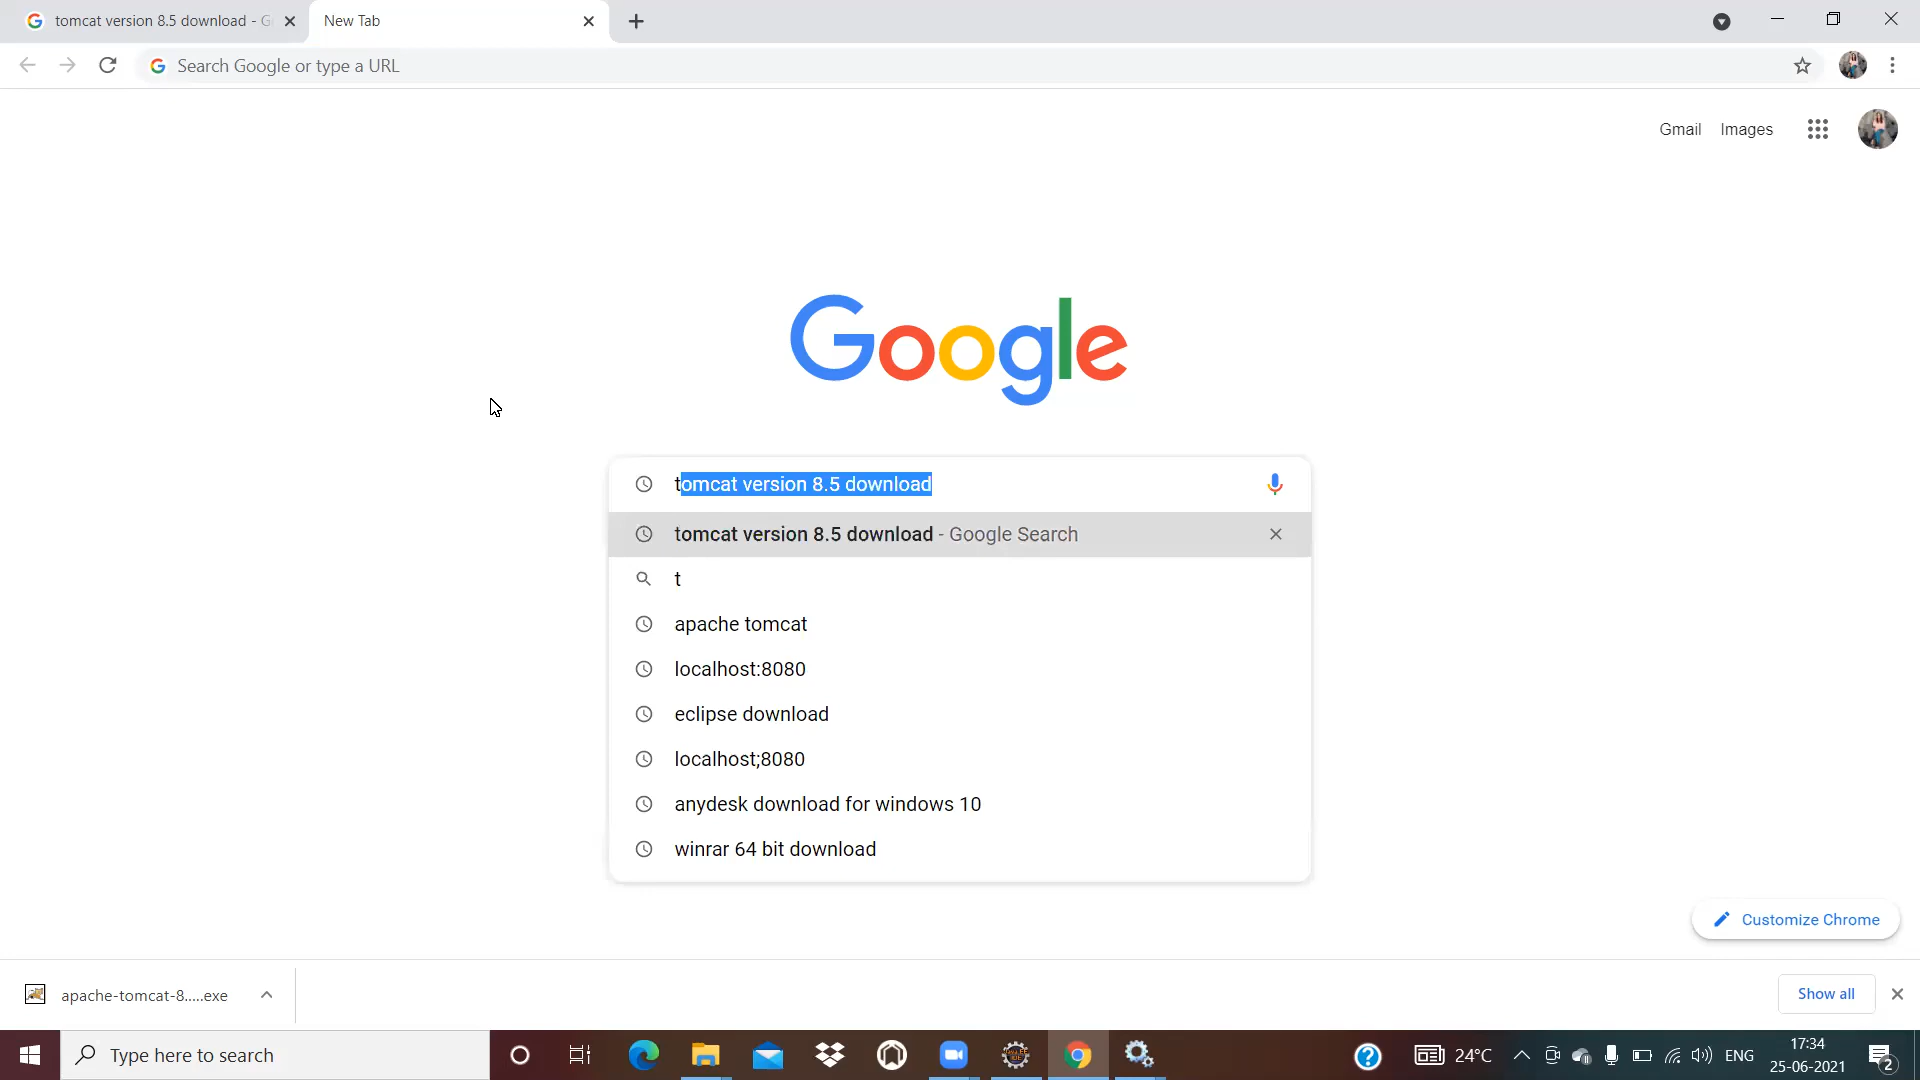 tomcat version 8.5 download - G
New Tab
Search Google or type a URL
Gmail
Images
Google
tomcat version 8.5 download
tomcat version 8.5 download - Google Search
t
apache tomcat
localhost:8080
eclipse download
localhost;8080
anydesk download for windows 10
winrar 64 bit download
Customize Chrome
apache-tomcat-8.....exe
Show all
Type here to search
24°C
ENG
17:34
25-06-2021
2